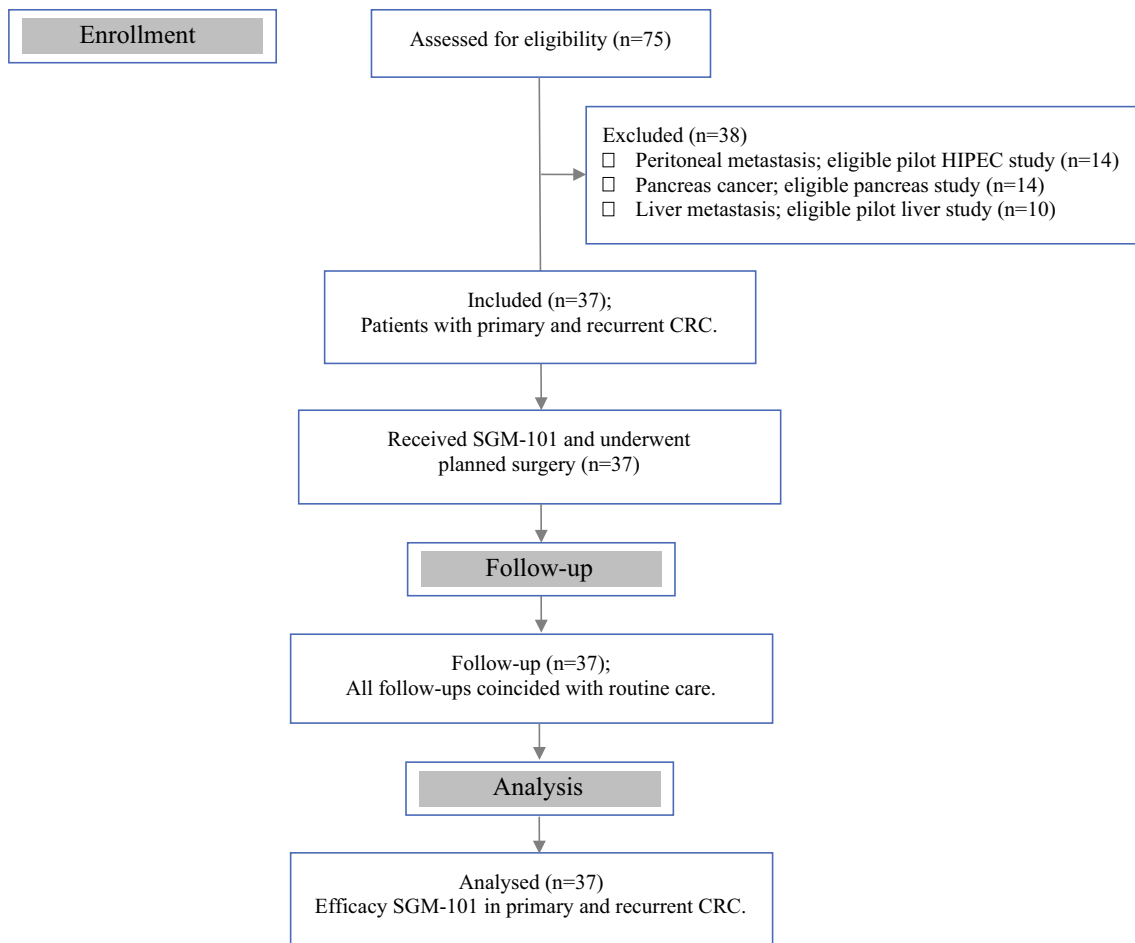 Enrollment
Assessed for eligibility (n=75)
Excluded (n=38)
Peritoneal metastasis; eligible pilot HIPEC study (n=14)
Pancreas cancer; eligible pancreas study (n=14)
Liver metastasis; eligible pilot liver study (n=10)
Included (n=37);
Patients with primary and recurrent CRC.
Received SGM-101 and underwent
planned surgery (n=37)
Follow-up
Follow-up (n=37);
All follow-ups coincided with routine care.
Analysis
Analysed (n=37)
Efficacy SGM-101 in primary and recurrent CRC.